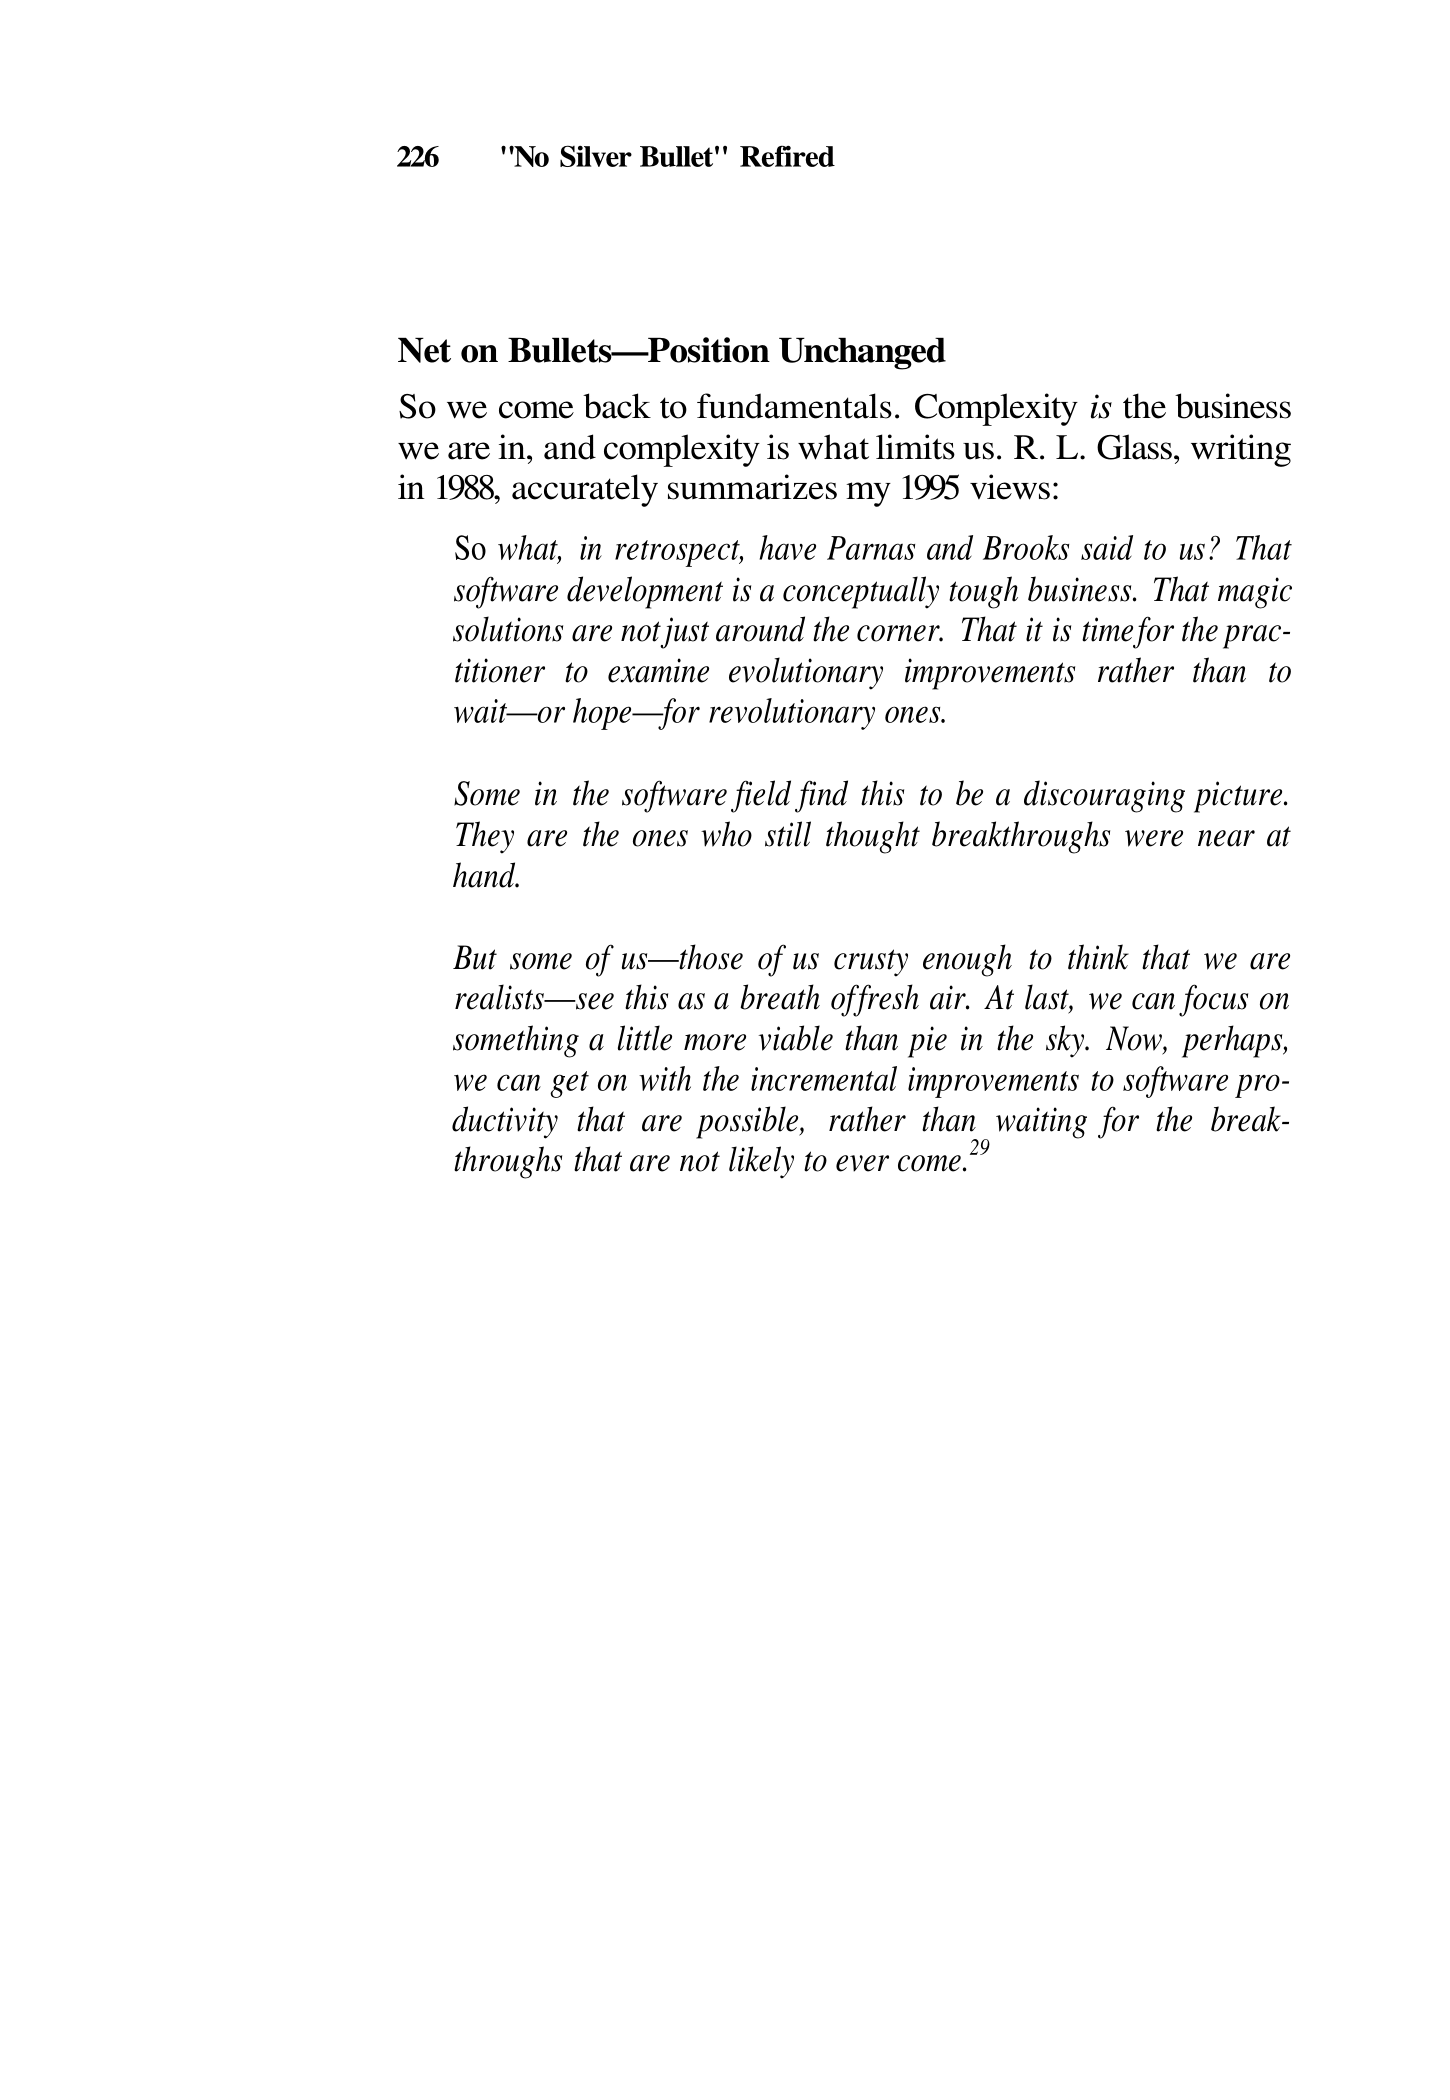 226 "No Silver Bullet" Refired
Net on Bullets—Position Unchanged
So we come back to fundamentals. Complexity is the business
we are in, and complexity is what limits us. R. L. Glass, writing
in 1988, accurately summarizes my 1995 views:
So what, in retrospect, have Parnas and Brooks said to us? That
software development is a conceptually tough business. That magic
solutions are not just around the corner. That it is time for the prac-
titioner to examine evolutionary improvements rather than to
wait—or hope—for revolutionary ones.
Some in the software field find this to be a discouraging picture.
They are the ones who still thought breakthroughs were near at
hand.
But some of us—those of us crusty enough to think that we are
realists—see this as a breath of fresh air. At last, we can focus on
something a little more viable than pie in the sky. Now, perhaps,
we can get on with the incremental improvements to software pro-
ductivity that are possible, rather than waiting for the break-
throughs that are not likely to ever come.29